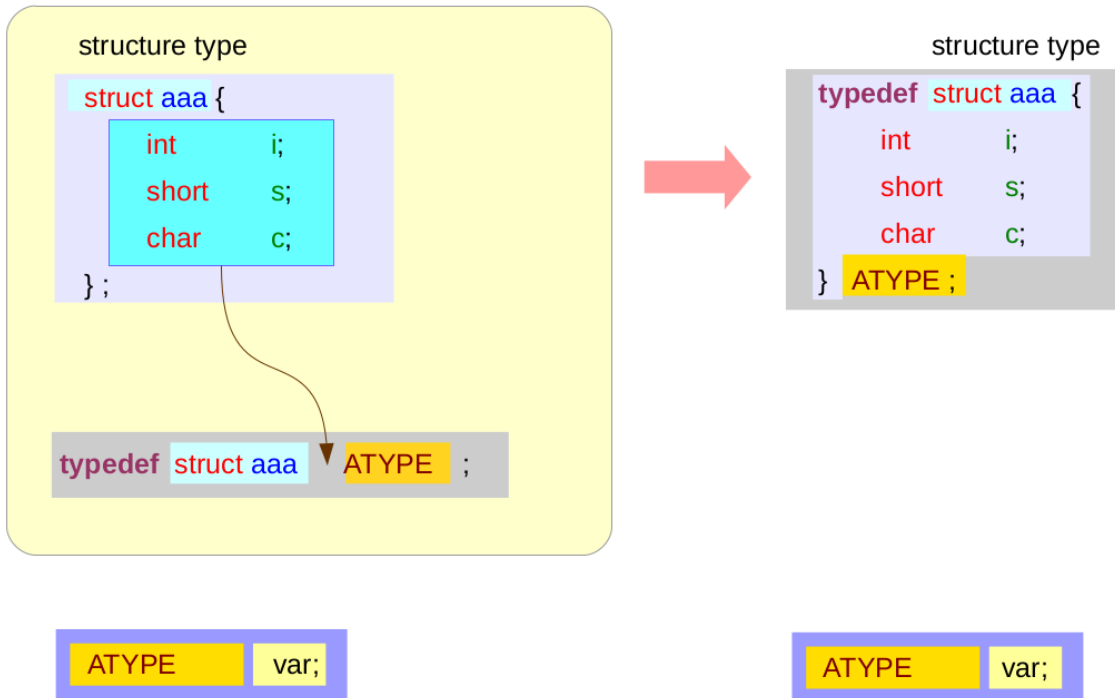 structure type
struct aaa {
int i;
short s;
char c;
} ;
typedef struct aaa ATYPE ;
ATYPE var;
structure type
typedef struct aaa {
int i;
short s;
char c;
} ATYPE ;
ATYPE var;